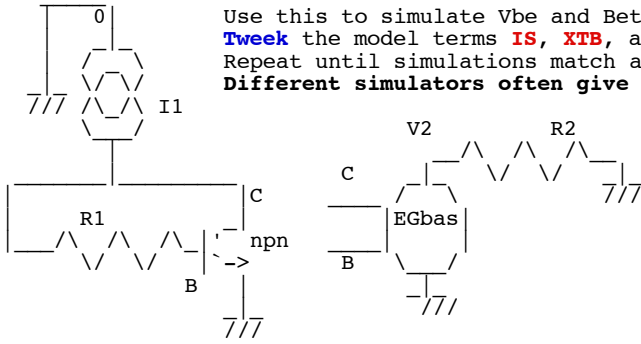 0
Use this to simulate Vbe and Bet
Tweek the model terms IS, XTB, a
Repeat until simulations match a
Different simulators often give
I1
V2 R2
C
C
R1
EGbas
npn
B
B